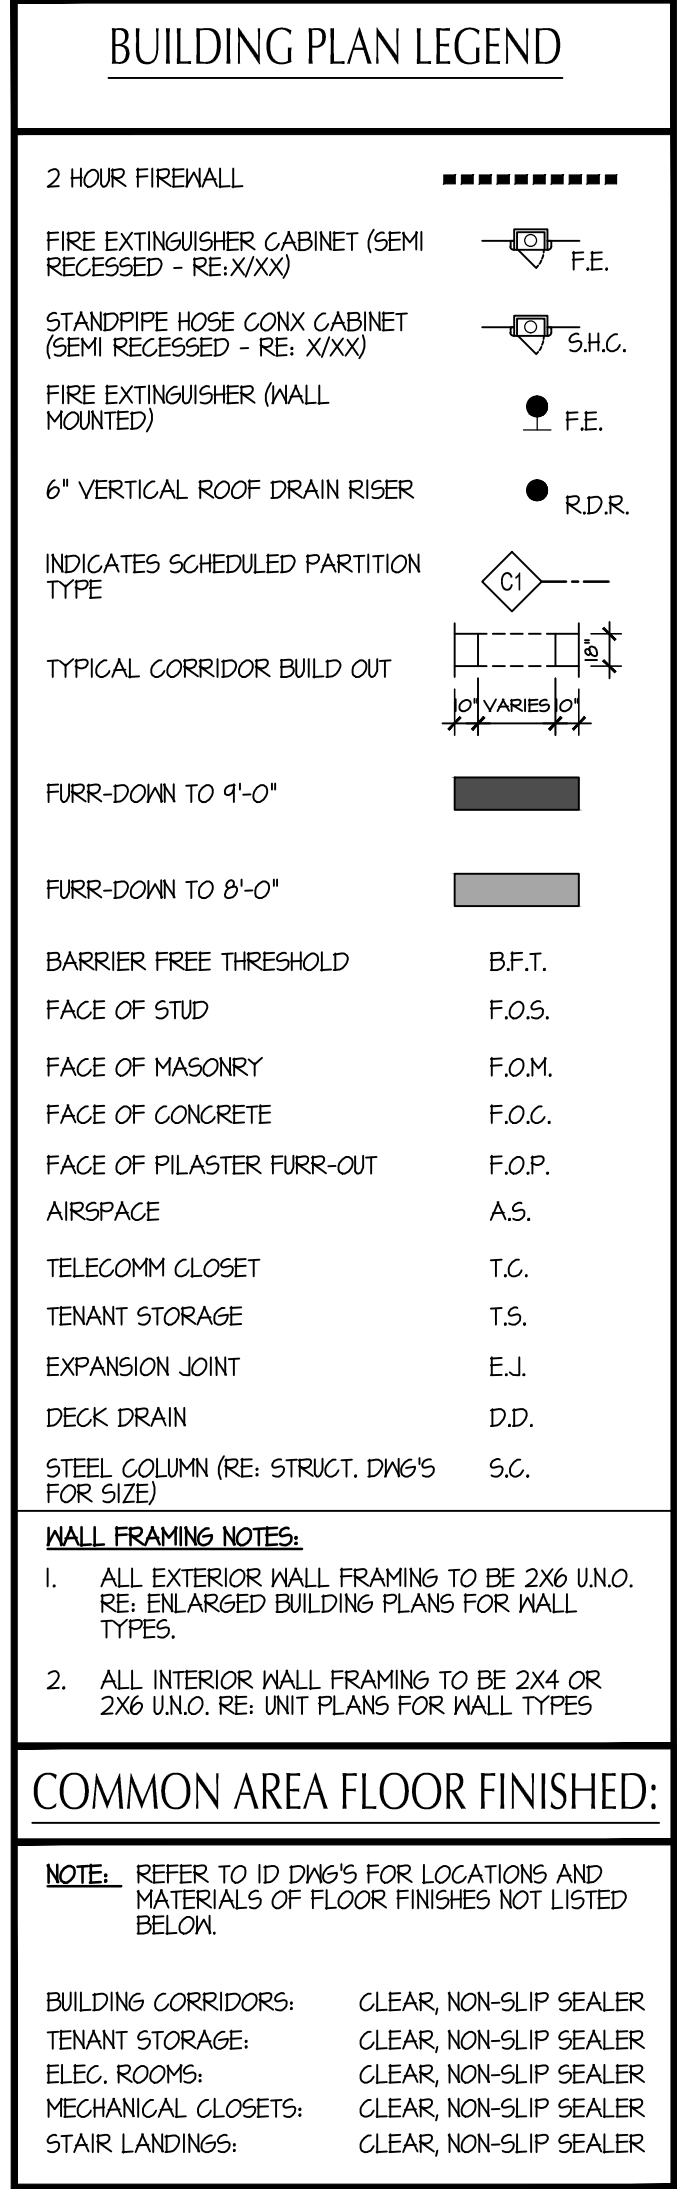 BUILDING PLAN LEGEND
2 HOUR FIREWALL
FIRE EXTINGUISHER CABINET (SEMI
RECESSED - RE:X/XX)
F.E.
STANDPIPE HOSE CONX CABINET
(SEMI RECESSED - RE: X/XX)
S.H.C.
FIRE EXTINGUISHER (WALL
MOUNTED)
F.E.
6" VERTICAL ROOF DRAIN RISER
R.D.R.
INDICATES SCHEDULED PARTITION
TYPE
C1
TYPICAL CORRIDOR BUILD OUT
18"
10" VARIES 10"
FURR-DOWN TO 9'-0"
FURR-DOWN TO 8'-0"
BARRIER FREE THRESHOLD B.F.T.
FACE OF STUD F.O.S.
FACE OF MASONRY F.O.M.
FACE OF CONCRETE F.O.C.
FACE OF PILASTER FURR-OUT F.O.P.
AIRSPACE A.S.
TELECOMM CLOSET T.C.
TENANT STORAGE T.S.
EXPANSION JOINT E.J.
DECK DRAIN D.D.
STEEL COLUMN (RE: STRUCT. DWG'S S.C.
FOR SIZE)
WALL FRAMING NOTES:
1. ALL EXTERIOR WALL FRAMING TO BE 2X6 U.N.O.
RE: ENLARGED BUILDING PLANS FOR WALL
TYPES.
2. ALL INTERIOR WALL FRAMING TO BE 2X4 OR
2X6 U.N.O. RE: UNIT PLANS FOR WALL TYPES
COMMON AREA FLOOR FINISHED:
NOTE: REFER TO ID DWG'S FOR LOCATIONS AND
MATERIALS OF FLOOR FINISHES NOT LISTED
BELOW.
BUILDING CORRIDORS: CLEAR, NON-SLIP SEALER
TENANT STORAGE: CLEAR, NON-SLIP SEALER
ELEC. ROOMS: CLEAR, NON-SLIP SEALER
MECHANICAL CLOSETS: CLEAR, NON-SLIP SEALER
STAIR LANDINGS: CLEAR, NON-SLIP SEALER